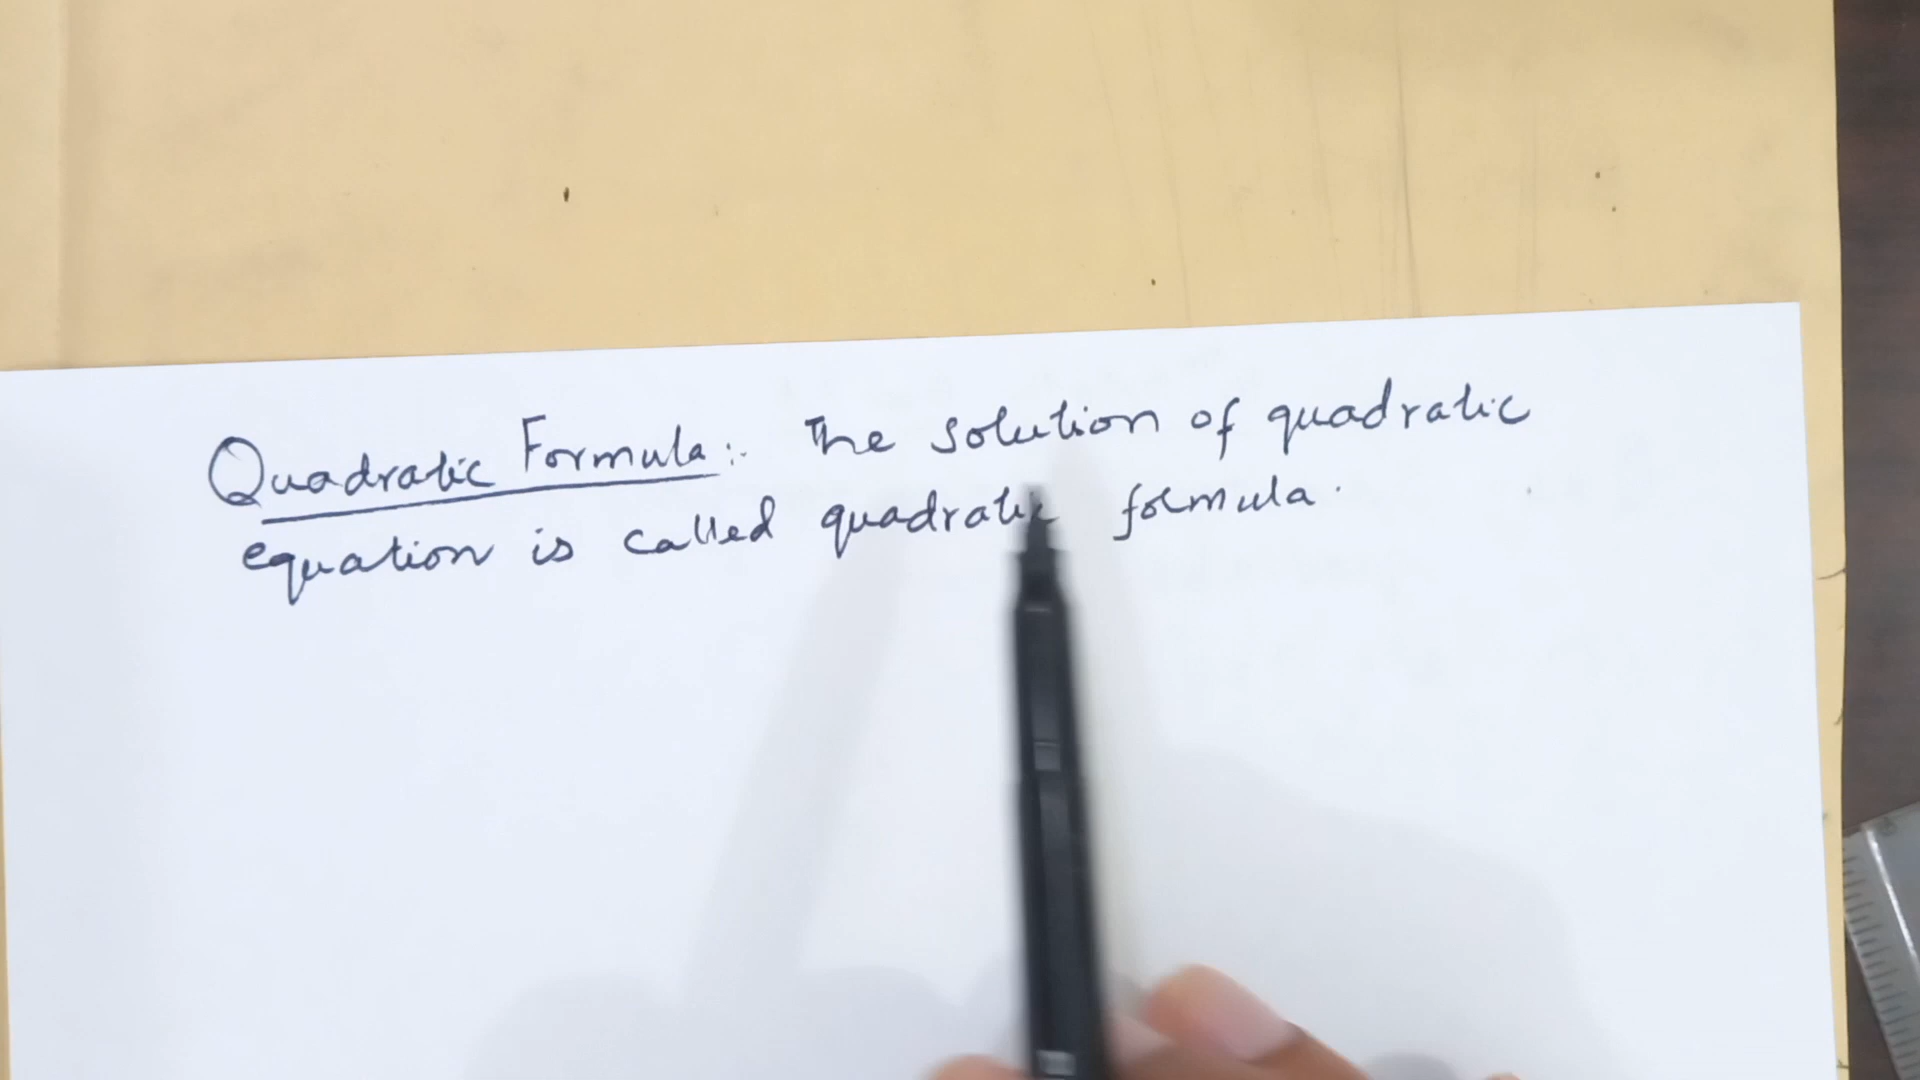 Quadratic Formula:- The solution of quadratic
equation is called quadratic formula.